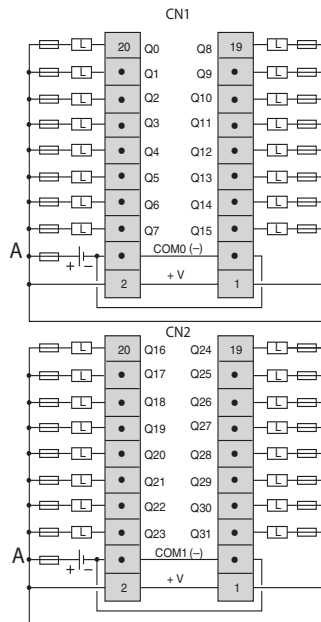 CN1
L 20 Q0 Q8 19 L
L Q1 Q9 L
L Q2 Q10 L
L Q3 Q11 L
L Q4 Q12 L
L Q5 Q13 L
L Q6 Q14 L
L Q7 Q15 L
A + − COM0 (–)
2 + V 1
CN2
L 20 Q16 Q24 19 L
L Q17 Q25 L
L Q18 Q26 L
L Q19 Q27 L
L Q20 Q28 L
L Q21 Q29 L
L Q22 Q30 L
L Q23 Q31 L
A + − COM1 (–)
2 + V 1